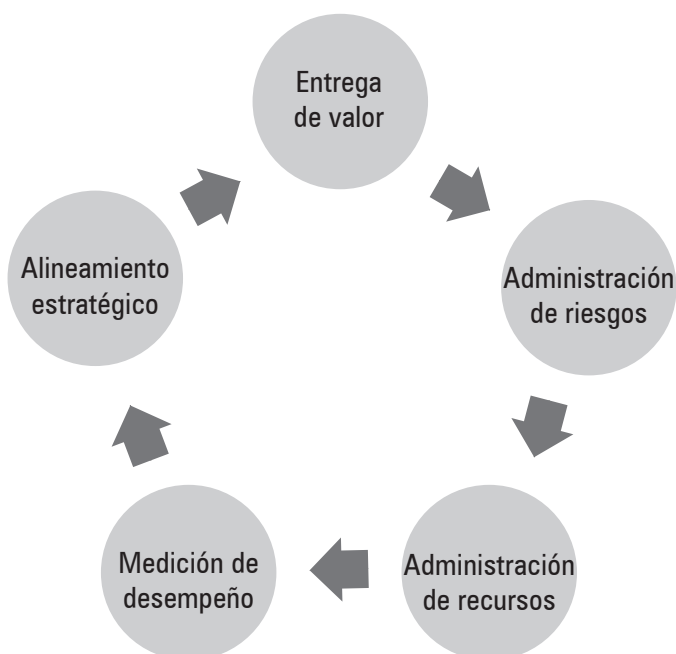 Entrega
de valor
Alineamiento
estratégico
Administración
de riesgos
Medición de
desempeño
Administración
de recursos